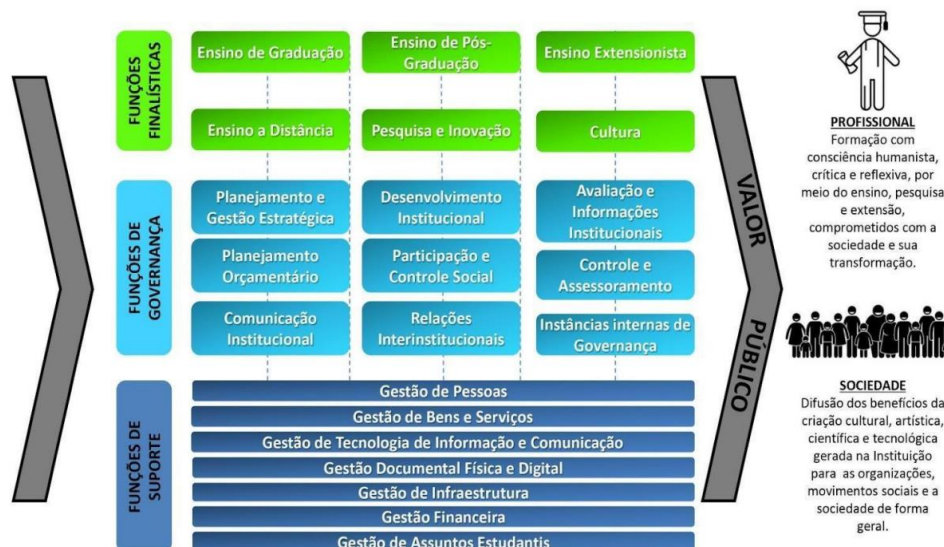 FUNÇÕES
FINALÍSTICAS
Ensino de Graduação
Ensino de Pós-
Graduação
Ensino Extensionista
Ensino a Distância
Pesquisa e Inovação
Cultura
FUNÇÕES DE
GOVERNANÇA
Planejamento e
Gestão Estratégica
Desenvolvimento
Institucional
Avaliação e
Informações
Institucionais
Planejamento
Orçamentário
Participação e
Controle Social
Controle e
Assessoramento
Comunicação
Institucional
Relações
Interinstitucionais
Instâncias internas de
Governança
FUNÇÕES DE
SUPORTE
Gestão de Pessoas
Gestão de Bens e Serviços
Gestão de Tecnologia de Informação e Comunicação
Gestão Documental Física e Digital
Gestão de Infraestrutura
Gestão Financeira
Gestão de Assuntos Estudantis
VALOR
PÚBLICO
PROFISSIONAL
Formação com
consciência humanista,
crítica e reflexiva, por
meio do ensino, pesquisa
e extensão,
comprometidos com a
sociedade e sua
transformação.
SOCIEDADE
Difusão dos benefícios da
criação cultural, artística,
científica e tecnológica
gerada na Instituição
para as organizações,
movimentos sociais e a
sociedade de forma
geral.